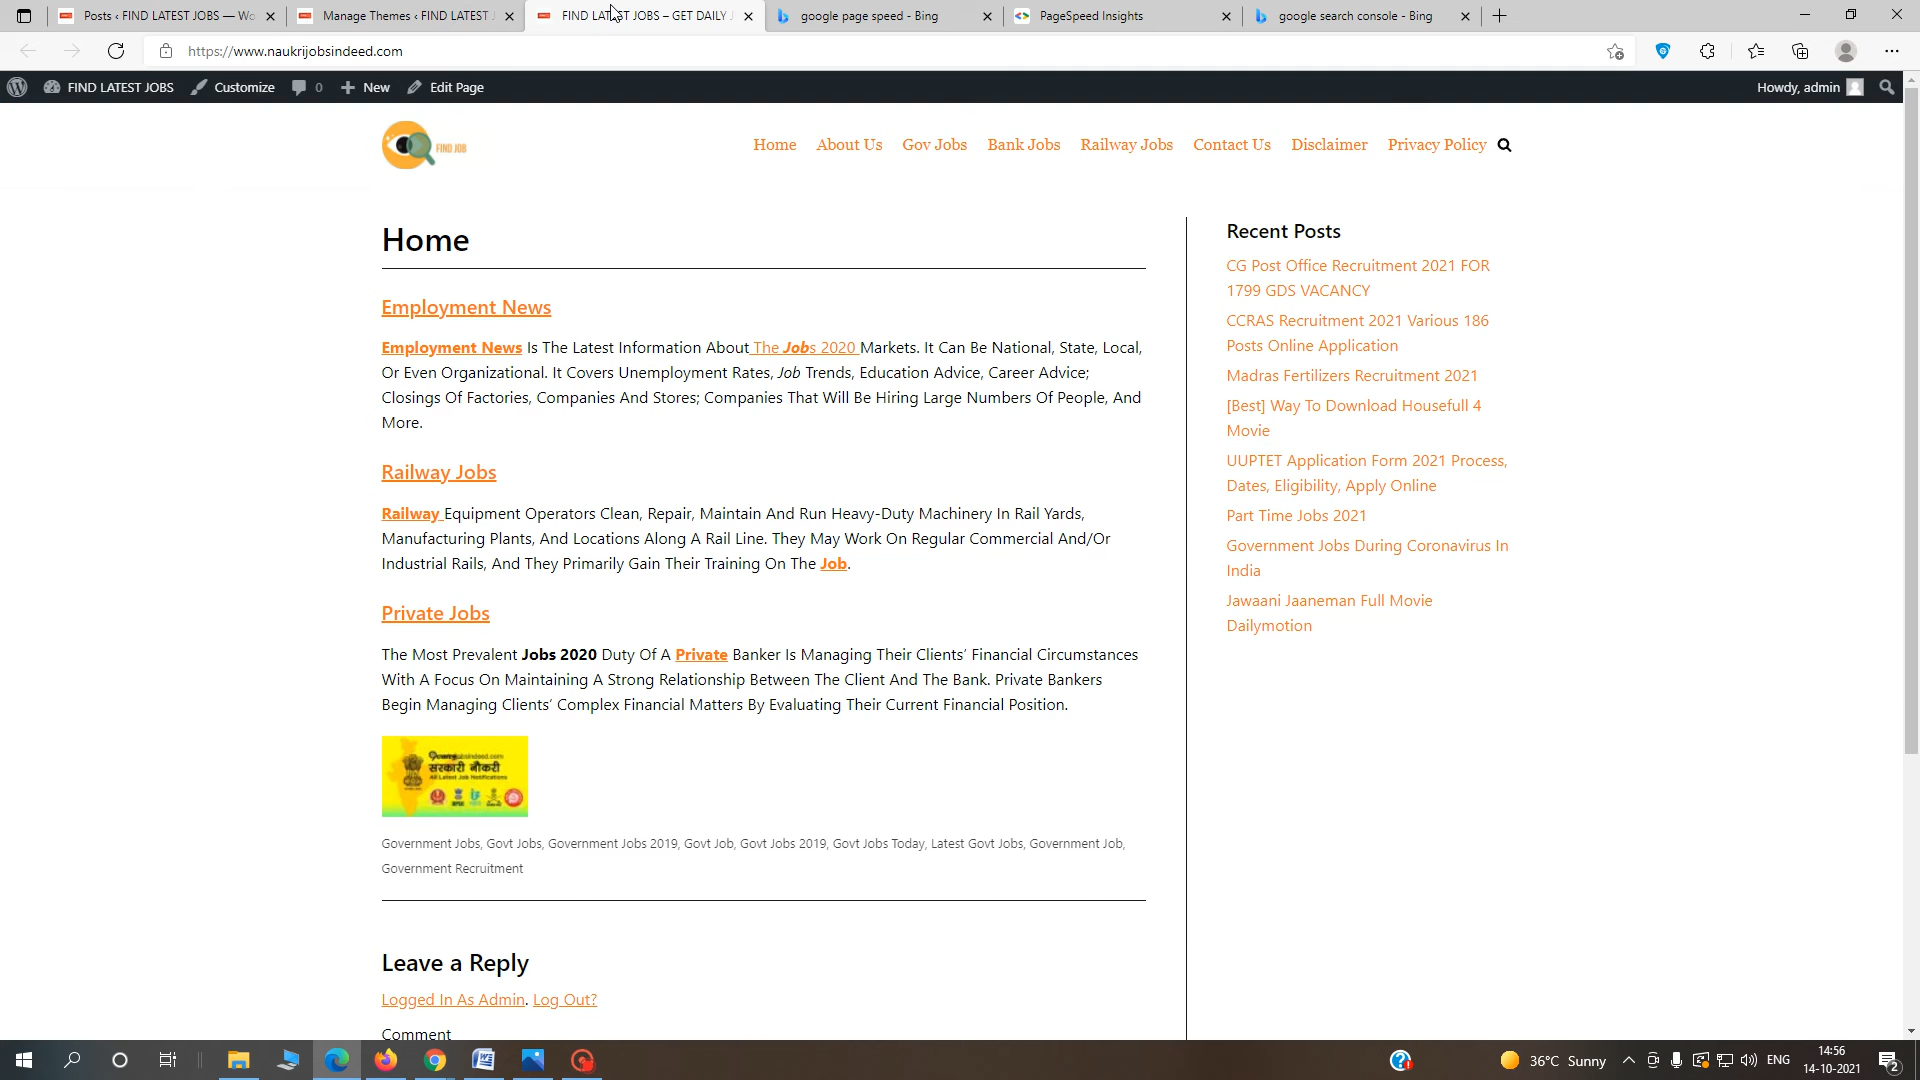 Posts ‹ FIND LATEST JOBS — Wo
Manage Themes ‹ FIND LATEST J
FIND LATEST JOBS – GET DAILY J
google page speed - Bing
PageSpeed Insights
google search console - Bing
https://www.naukrijobsindeed.com
FIND LATEST JOBS
Customize
0
New
Edit Page
Howdy, admin
FIND JOB
Home
About Us
Gov Jobs
Bank Jobs
Railway Jobs
Contact Us
Disclaimer
Privacy Policy
Home
Employment News
Employment News Is The Latest Information About The Jobs 2020 Markets. It Can Be National, State, Local,
Or Even Organizational. It Covers Unemployment Rates, Job Trends, Education Advice, Career Advice;
Closings Of Factories, Companies And Stores; Companies That Will Be Hiring Large Numbers Of People, And
More.
Railway Jobs
Railway Equipment Operators Clean, Repair, Maintain And Run Heavy-Duty Machinery In Rail Yards,
Manufacturing Plants, And Locations Along A Rail Line. They May Work On Regular Commercial And/Or
Industrial Rails, And They Primarily Gain Their Training On The Job.
Private Jobs
The Most Prevalent Jobs 2020 Duty Of A Private Banker Is Managing Their Clients’ Financial Circumstances
With A Focus On Maintaining A Strong Relationship Between The Client And The Bank. Private Bankers
Begin Managing Clients’ Complex Financial Matters By Evaluating Their Current Financial Position.
सरकारी नौकरी
All Latest Job Notifications
Government Jobs, Govt Jobs, Government Jobs 2019, Govt Job, Govt Jobs 2019, Govt Jobs Today, Latest Govt Jobs, Government Job,
Government Recruitment
Leave a Reply
Logged In As Admin. Log Out?
Comment
Recent Posts
CG Post Office Recruitment 2021 FOR
1799 GDS VACANCY
CCRAS Recruitment 2021 Various 186
Posts Online Application
Madras Fertilizers Recruitment 2021
[Best] Way To Download Housefull 4
Movie
UUPTET Application Form 2021 Process,
Dates, Eligibility, Apply Online
Part Time Jobs 2021
Government Jobs During Coronavirus In
India
Jawaani Jaaneman Full Movie
Dailymotion
36°C Sunny
ENG
14:56
14-10-2021
2